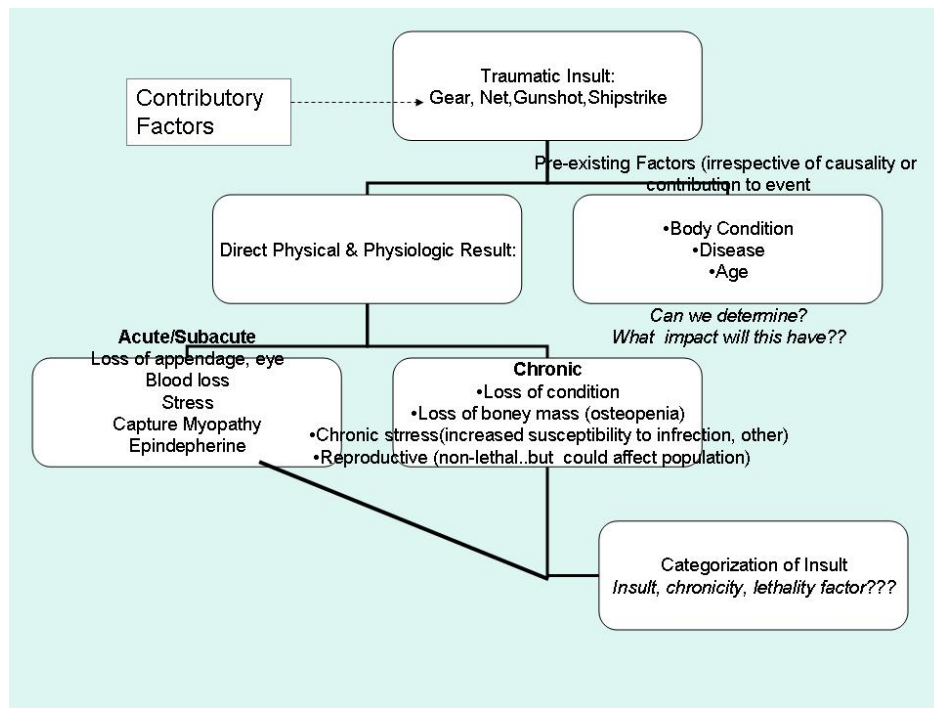 Traumatic Insult:
Gear, Net,Gunshot,Shipstrike
Contributory
Factors
Pre-existing Factors (irrespective of causality or
contribution to event
Direct Physical & Physiologic Result:
•Body Condition
•Disease
•Age
Can we determine?
What impact will this have??
Acute/Subacute
Loss of appendage, eye
Blood loss
Stress
Capture Myopathy
Epindepherine
Chronic
•Loss of condition
•Loss of boney mass (osteopenia)
•Chronic strress(increased susceptibility to infrection, other)
•Reproductive (non-lethal..but could affect population)
Categorization of Insult
Insult, chronicity, lethality factor???